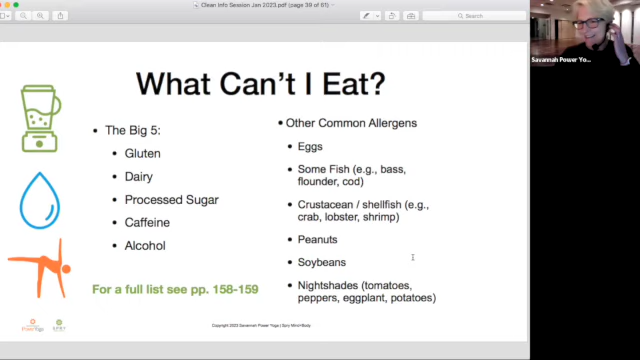 Clean Info Session Jan 2023.pdf (page 39 of 61)
Search
Savannah Power Yo...
What Can't I Eat?
• The Big 5:
• Gluten
• Dairy
• Processed Sugar
• Caffeine
• Alcohol
For a full list see pp. 158-159
• Other Common Allergens
• Eggs
• Some Fish (e.g., bass,
flounder, cod)
• Crustacean / shellfish (e.g.,
crab, lobster, shrimp)
• Peanuts
• Soybeans
• Nightshades (tomatoes,
peppers, eggplant, potatoes)
PowerYoga
Copyright 2023 Savannah Power Yoga | Spry Mind+Body